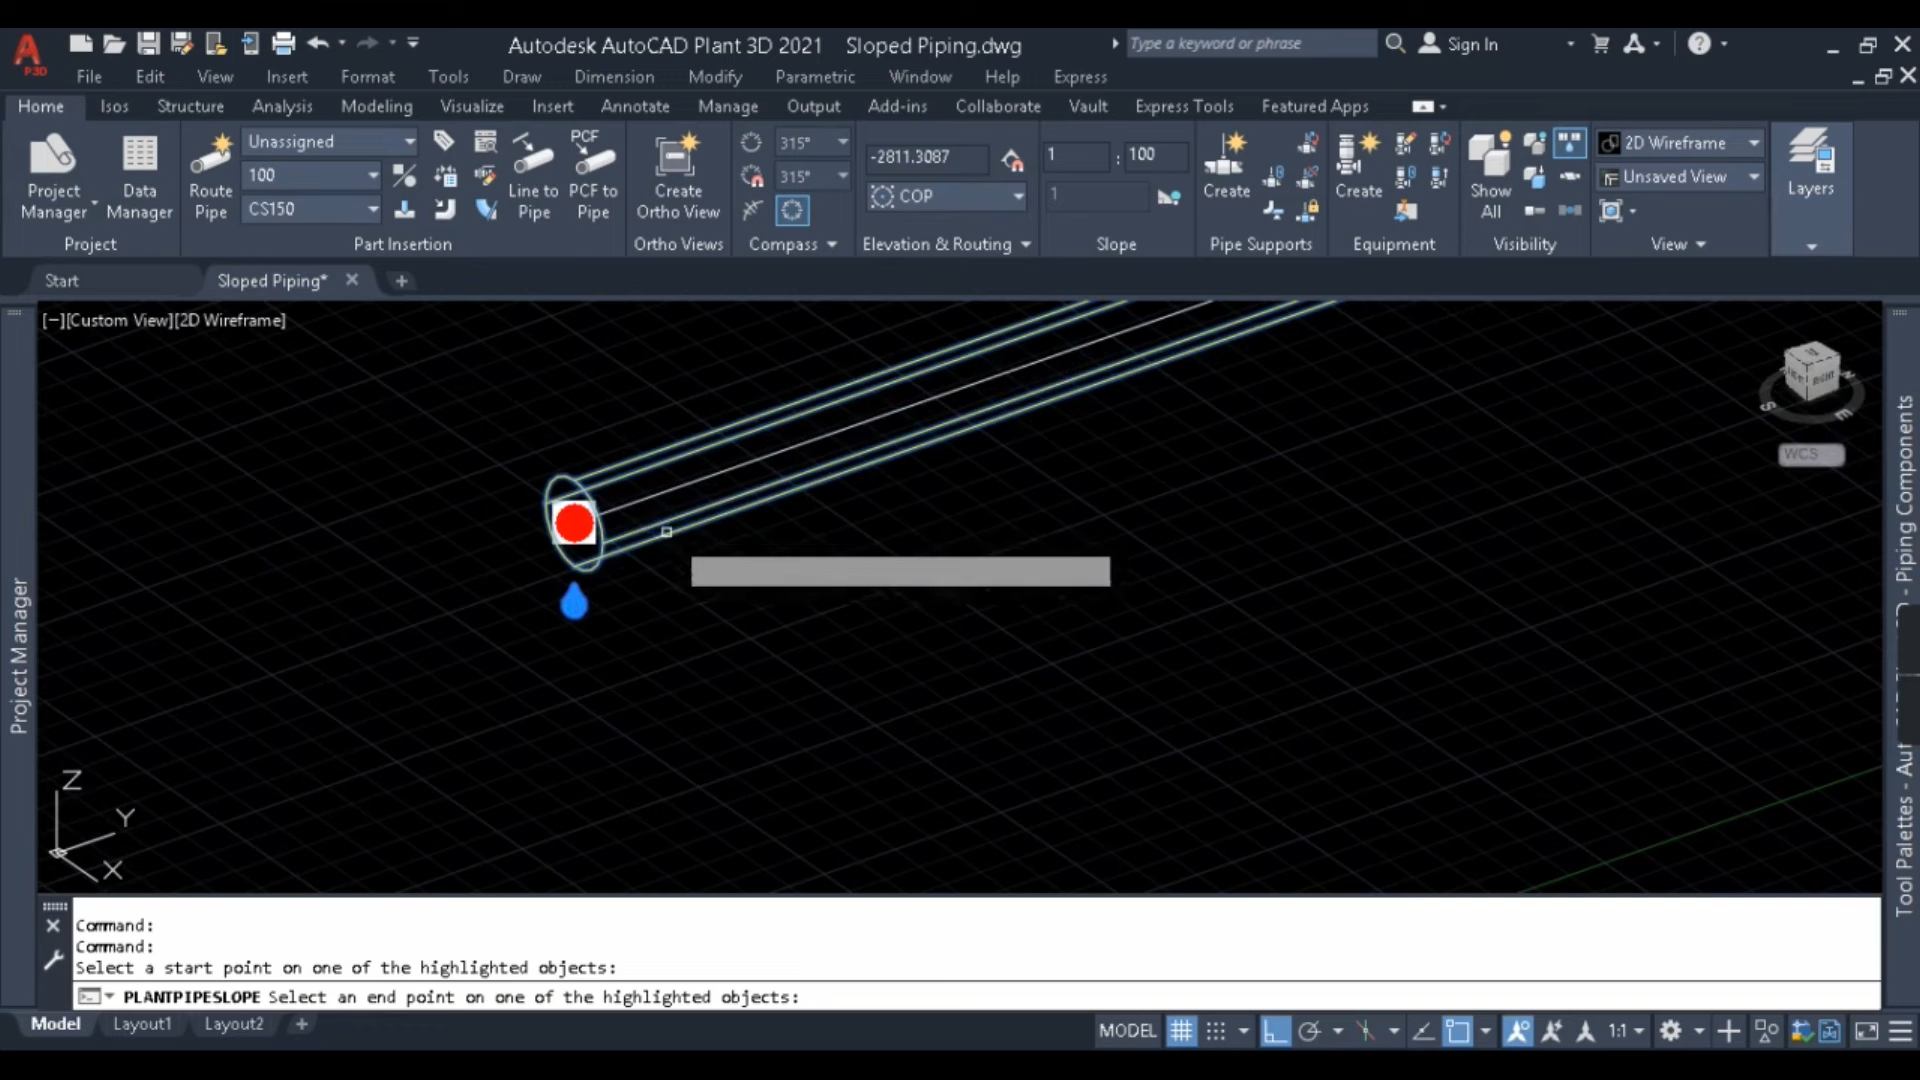 Autodesk AutoCAD Plant 3D 2021 Sloped Piping.dwg
Type a keyword or phrase
Sign In
P3D
File Edit View Insert Format Tools Draw Dimension Modify Parametric Window Help Express
Home Isos Structure Analysis Modeling Visualize Insert Annotate Manage Output Add-ins Collaborate Vault Express Tools Featured Apps
Project Manager
Data Manager
Route Pipe
Unassigned
100
CS150
Line to Pipe
PCF
PCF to Pipe
Create Ortho View
315°
315°
-2811.3087
COP
1 : 100
1
Create
Create
Show All
2D Wireframe
Unsaved View
Layers
Project Part Insertion Ortho Views Compass Elevation & Routing Slope Pipe Supports Equipment Visibility View
Start Sloped Piping*
[−][Custom View][2D Wireframe]
RIGHT
S
E
WCS
Project Manager
- Piping Components
Tool Palettes - Aut
Z
Y
X
Command:
Command:
Select a start point on one of the highlighted objects:
PLANTPIPESLOPE Select an end point on one of the highlighted objects:
Model Layout1 Layout2
MODEL
1:1